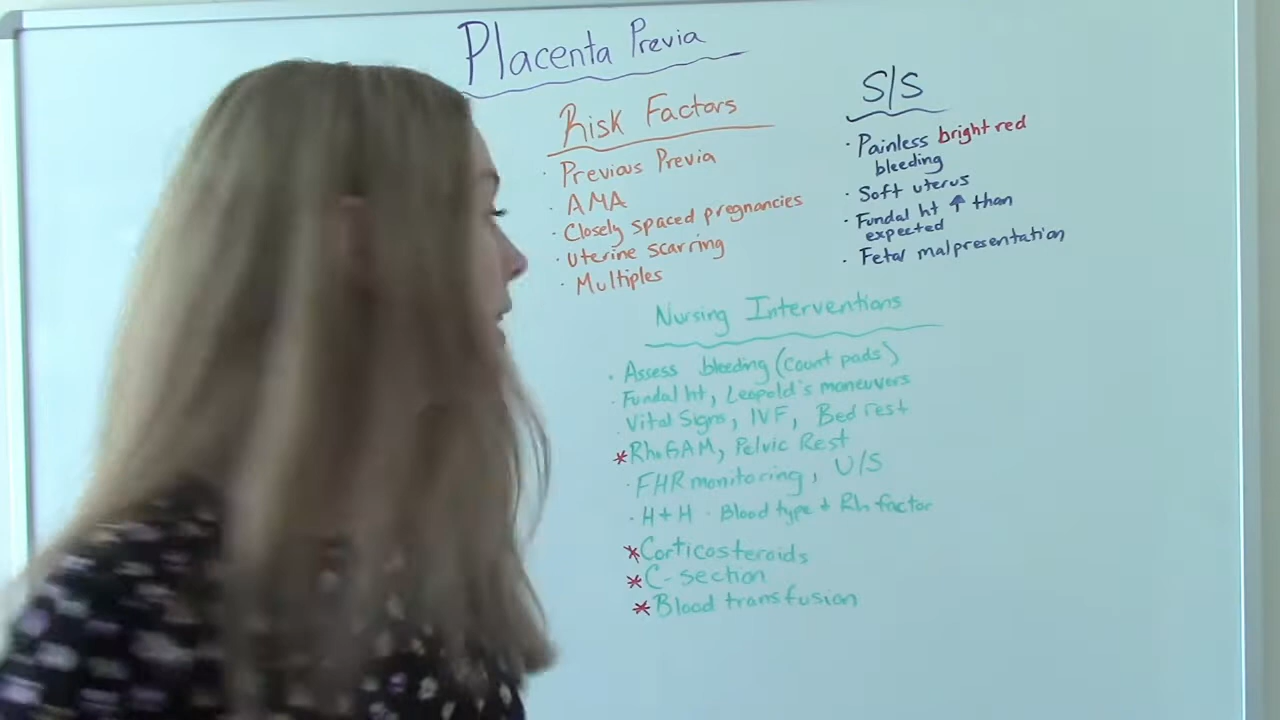 Placenta Previa
Risk Factors
· Previous Previa
· AMA
· Closely spaced pregnancies
· Uterine scarring
· Multiples
S/S
· Painless bright red
bleeding
· Soft uterus
· Fundal ht ↑ than
expected
· Fetal malpresentation
Nursing Interventions
· Assess bleeding (count pads)
· Fundal ht, Leopold's maneuvers
· Vital Signs, IVF, Bed rest
* RhoGAM, Pelvic Rest
· FHR monitoring, U/S
· H + H · Blood type + Rh factor
* Corticosteroids
* C-section
* Blood transfusion